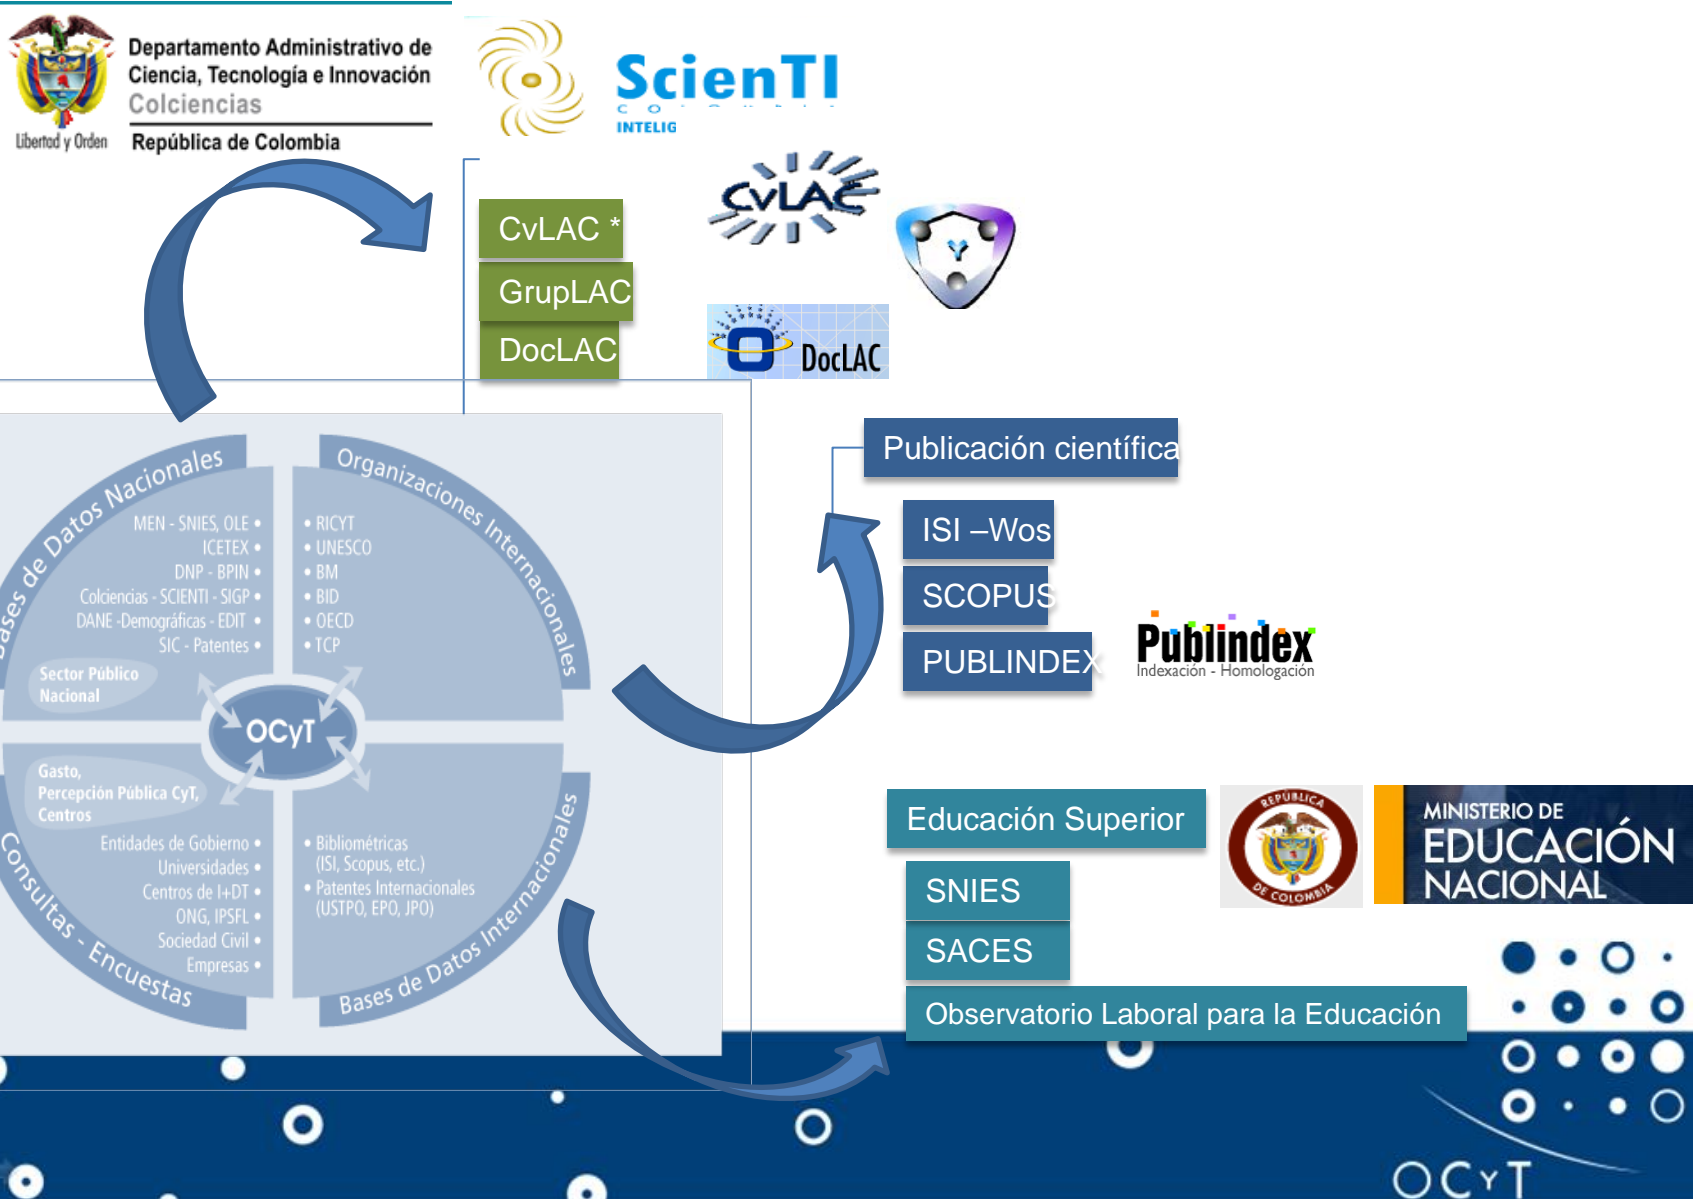 Departamento Administrativo de
Ciencia, Tecnología e Innovación
Colciencias
República de Colombia
Libertad y Orden
ScienTI
INTELIG
CvLAC *
GrupLAC
DocLAC
CvLAC
DocLAC
Publicación científica
ISI –Wos
SCOPUS
PUBLINDEX
Publindex
Indexación - Homologación
Educación Superior
SNIES
SACES
Observatorio Laboral para la Educación
REPÚBLICA
DE COLOMBIA
MINISTERIO DE
EDUCACIÓN
NACIONAL
Bases de Datos Nacionales
MEN - SNIES, OLE •
ICETEX •
DNP - BPIN •
Colciencias - SCIENTI - SIGP •
DANE -Demográficas - EDIT •
SIC - Patentes •
Sector Público
Nacional
Organizaciones Internacionales
• RICYT
• UNESCO
• BM
• BID
• OECD
• TCP
OCyT
Gasto,
Percepción Pública CyT,
Centros
Entidades de Gobierno •
Universidades •
Centros de I+DT •
ONG, IPSFL •
Sociedad Civil •
Empresas •
Consultas - Encuestas
• Bibliométricas
(ISI, Scopus, etc.)
• Patentes Internacionales
(USTPO, EPO, JPO)
Bases de Datos Internacionales
OCYT